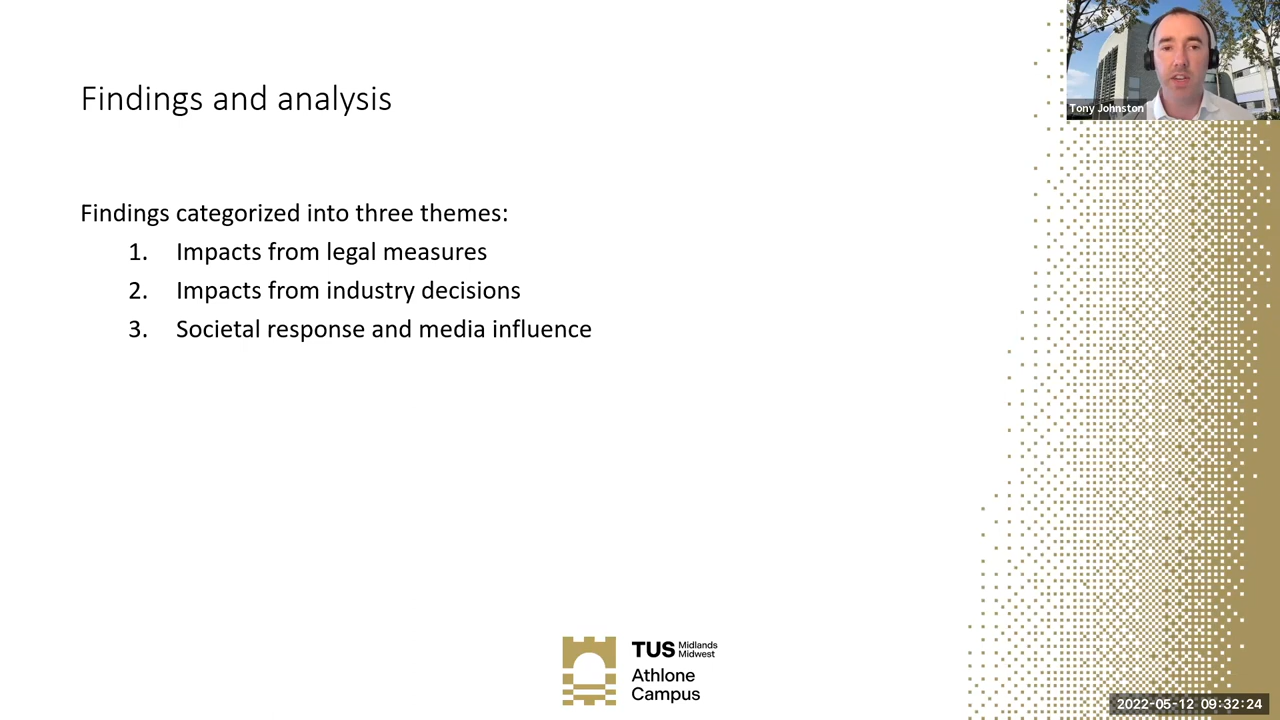 Findings and analysis
Tony Johnston
Findings categorized into three themes:
1. Impacts from legal measures
2. Impacts from industry decisions
3. Societal response and media influence
TUS Midlands
Midwest
Athlone
Campus
2022-05-12 09:32:24